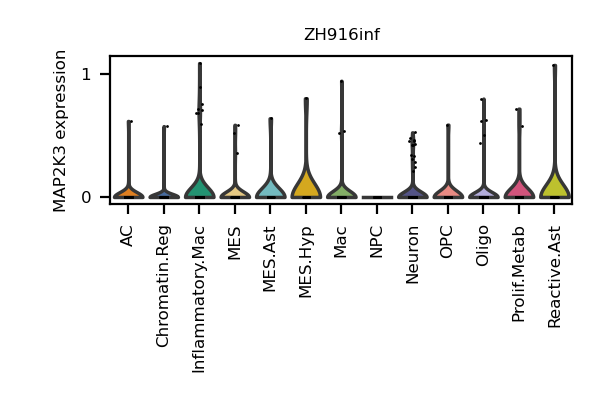 ZH916inf
MAP2K3 expression
1
0
AC
Chromatin.Reg
Inflammatory.Mac
MES
MES.Ast
MES.Hyp
Mac
NPC
Neuron
OPC
Oligo
Prolif.Metab
Reactive.Ast